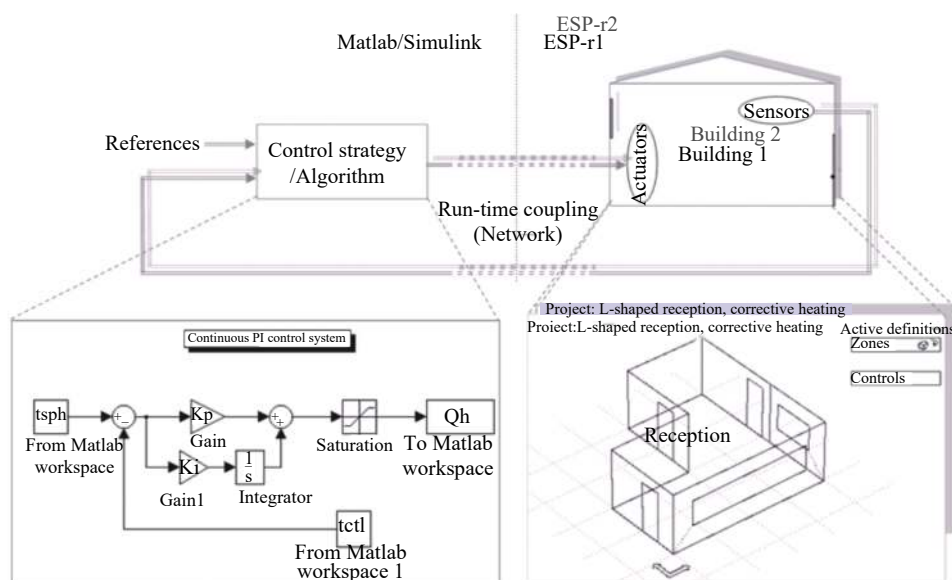 ESP-r2
Matlab/Simulink
ESP-r1
Sensors
References
Building 2
Building 1
Control strategy
/Algorithm
Actuators
Run-time coupling
(Network)
Project: L-shaped reception, corrective heating
Proiect:L-shaped reception, corrective heating
Active definitions
Zones
Controls
Continuous PI control system
tsph
From Matlab
workspace
+
−
Kp
Gain
+
+
Saturation
Qh
To Matlab
workspace
Ki
Gain1
1
s
Integrator
tctl
From Matlab
workspace 1
Reception